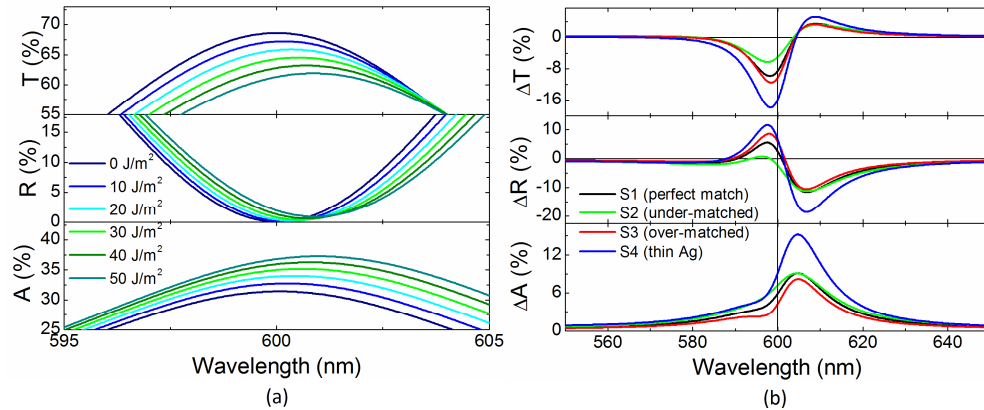 T (%)
70
65
60
55
R (%)
15
10
5
0
0 J/m²
10 J/m²
20 J/m²
30 J/m²
40 J/m²
50 J/m²
A (%)
40
35
30
25
595
600
605
Wavelength (nm)
(a)
ΔT (%)
0
-8
-16
ΔR (%)
10
0
-10
-20
S1 (perfect match)
S2 (under-matched)
S3 (over-matched)
S4 (thin Ag)
ΔA (%)
12
6
0
560
580
600
620
640
Wavelength (nm)
(b)